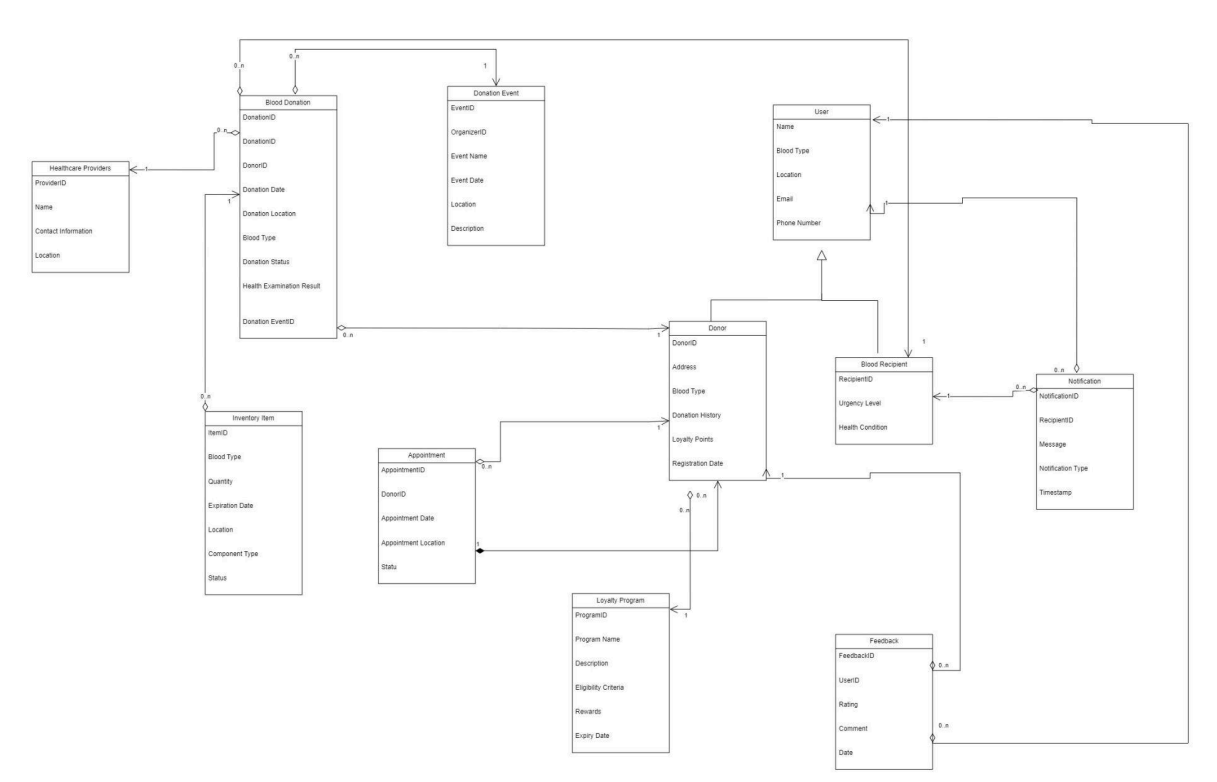 0..n
1
0..n
1
Blood Donation
DonationID
DonationID
DonorID
Donation Date
Donation Location
Blood Type
Donation Status
Health Examination Result
Donation EventID
0..n
1
0..n
1
Donation Event
EventID
OrganizerID
Event Name
Event Date
Location
Description
User
Name
Blood Type
Location
Email
Phone Number
1
1
Healthcare Providers
ProviderID
Name
Contact Information
Location
1
0..n
Donor
DonorID
Address
Blood Type
Donation History
Loyalty Points
Registration Date
1
1
0..n
0..n
Blood Recipient
RecipientID
Urgency Level
Health Condition
1
0..n
0..n
Notification
NotificationID
RecipientID
Message
Notification Type
Timestamp
0..n
Inventory Item
ItemID
Blood Type
Quantity
Expiration Date
Location
Component Type
Status
Appointment
AppointmentID
DonorID
Appointment Date
Appointment Location
Statu
0..n
1
Loyalty Program
ProgramID
Program Name
Description
Eligibility Criteria
Rewards
Expiry Date
1
Feedback
FeedbackID
UserID
Rating
Comment
Date
0..n
0..n